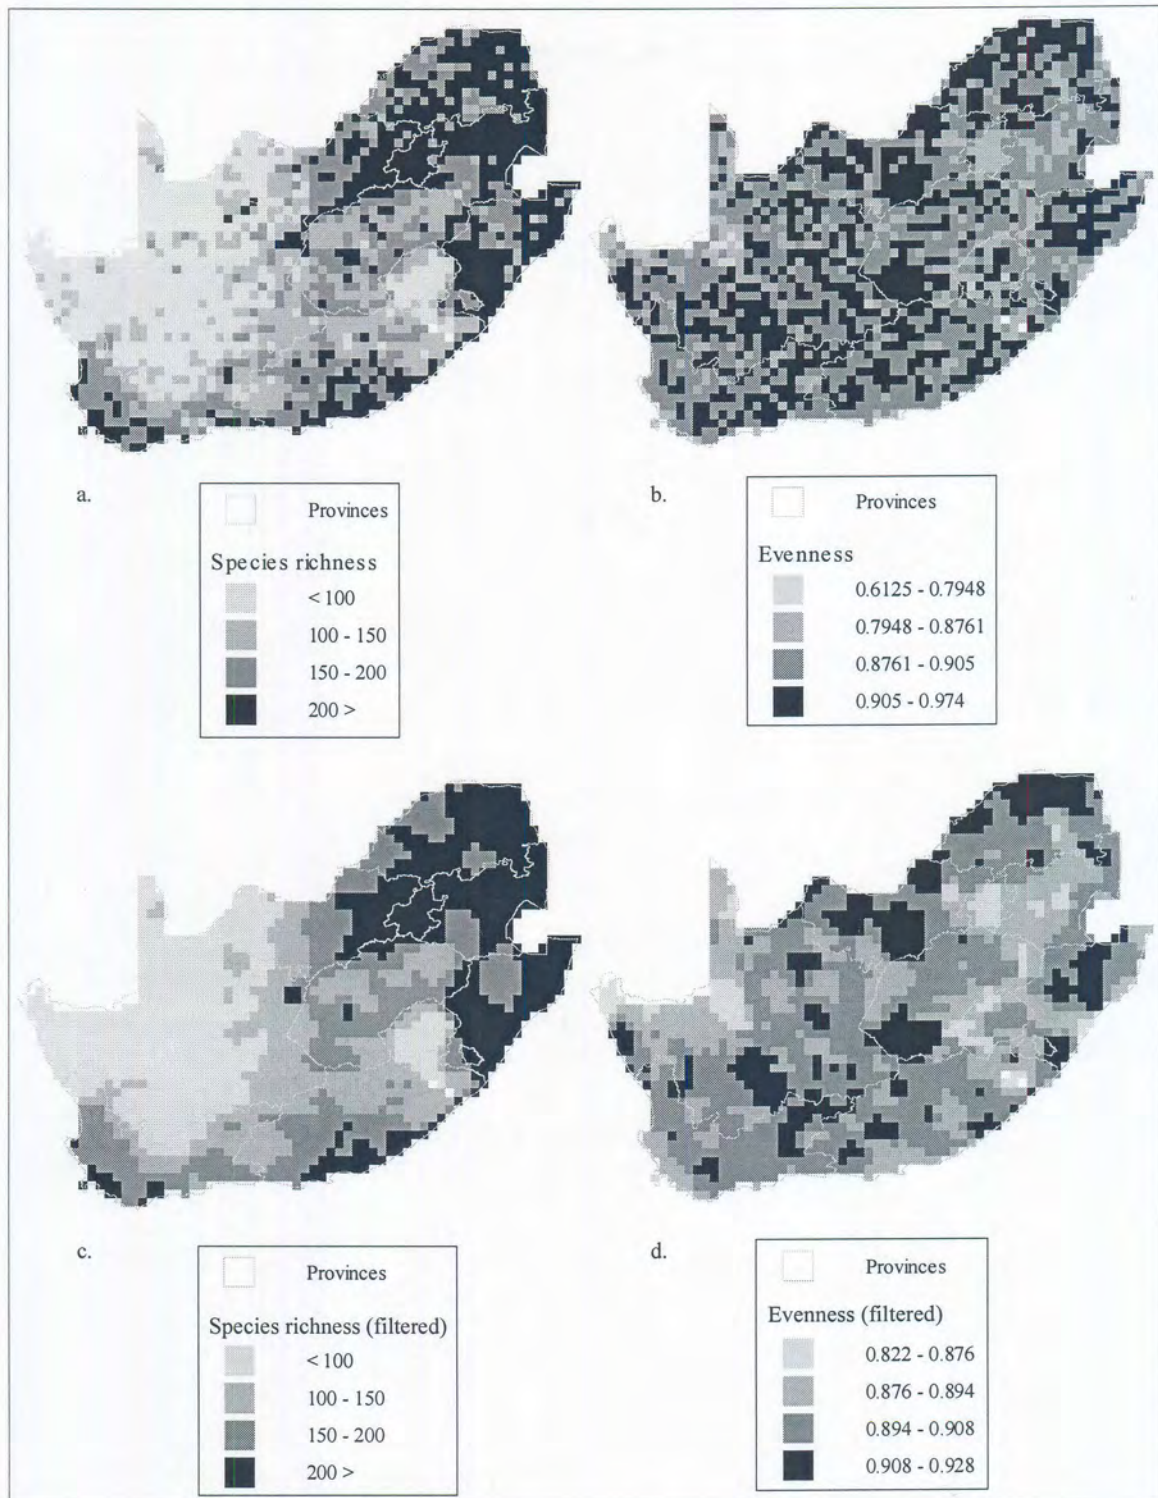 a.
Provinces
Species richness
< 100
100 - 150
150 - 200
200 >
b.
Provinces
Evenness
0.6125 - 0.7948
0.7948 - 0.8761
0.8761 - 0.905
0.905 - 0.974
c.
Provinces
Species richness (filtered)
< 100
100 - 150
150 - 200
200 >
d.
Provinces
Evenness (filtered)
0.822 - 0.876
0.876 - 0.894
0.894 - 0.908
0.908 - 0.928